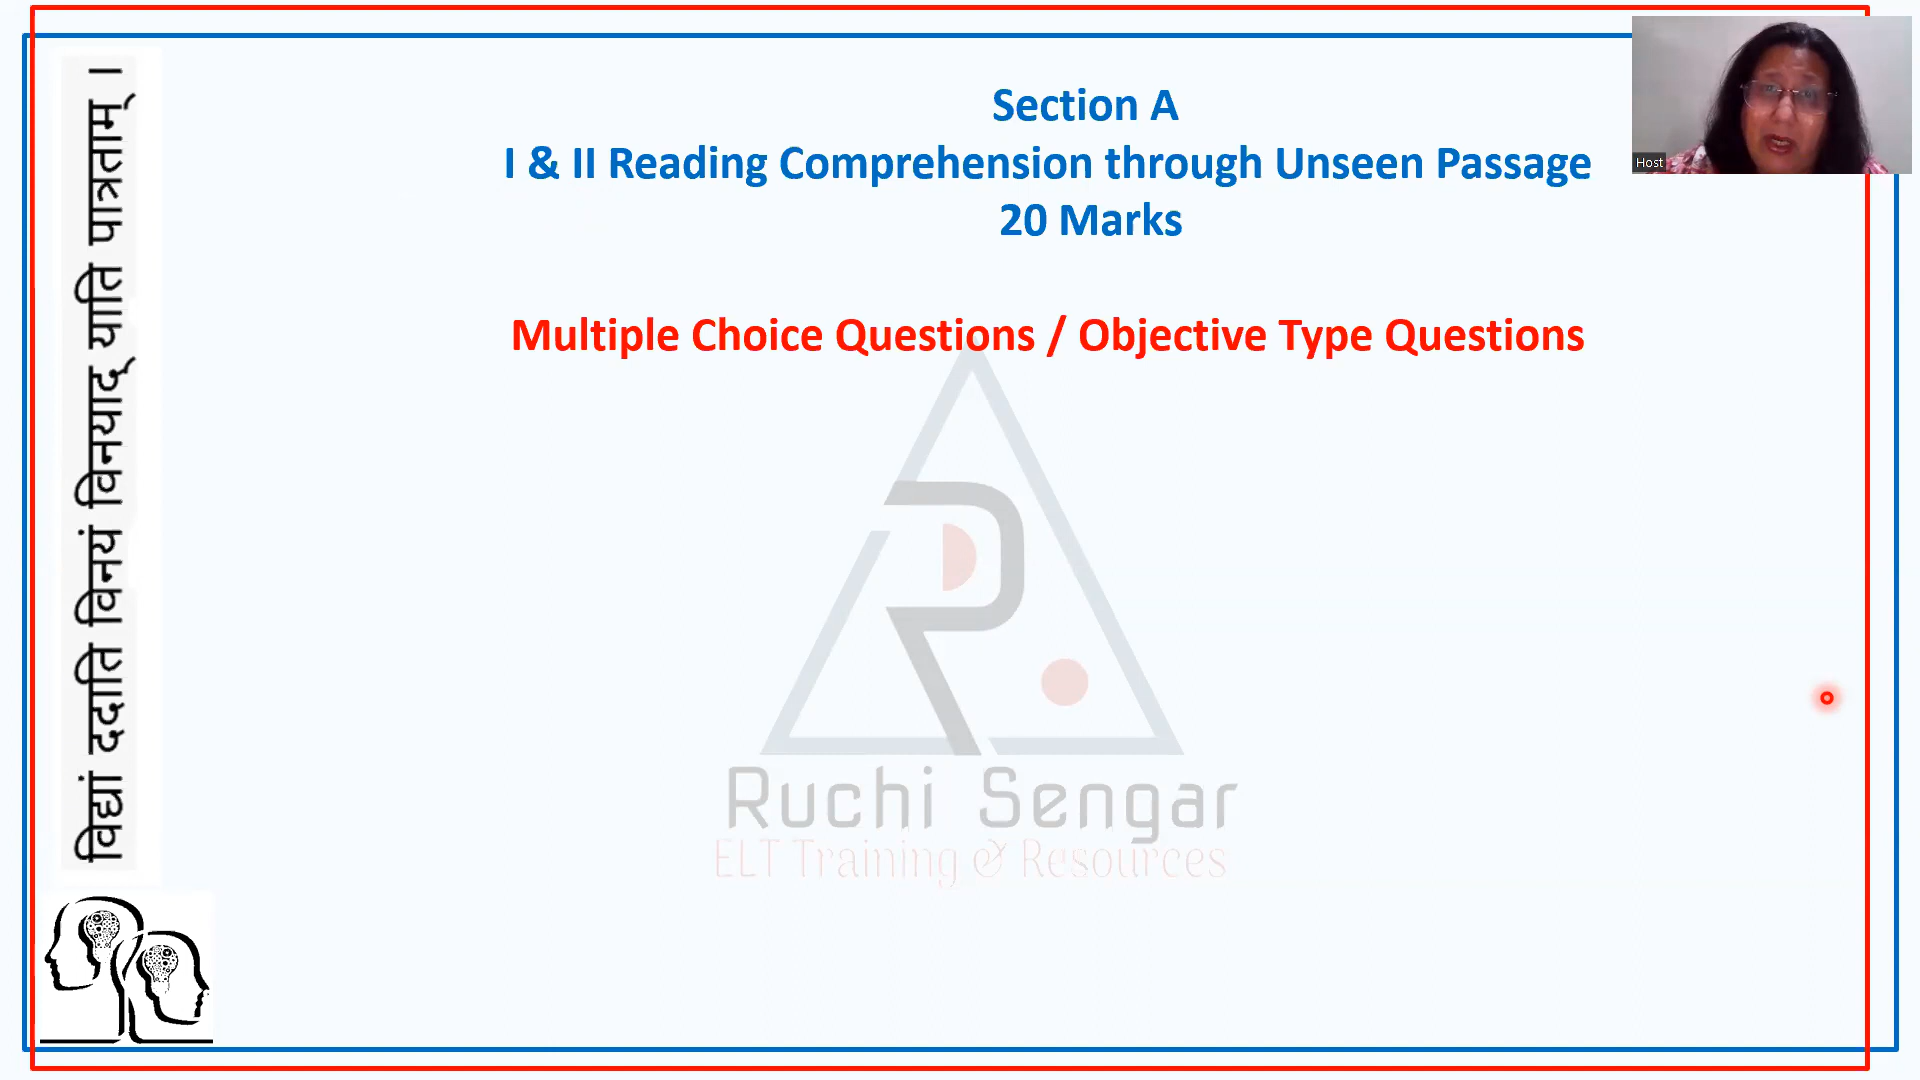 Section A
I & II Reading Comprehension through Unseen Passage
20 Marks
Multiple Choice Questions / Objective Type Questions
विद्यां ददाति विनयं विनयाद् याति पात्रताम् ।
Ruchi Sengar
ELT Training & Resources
Host